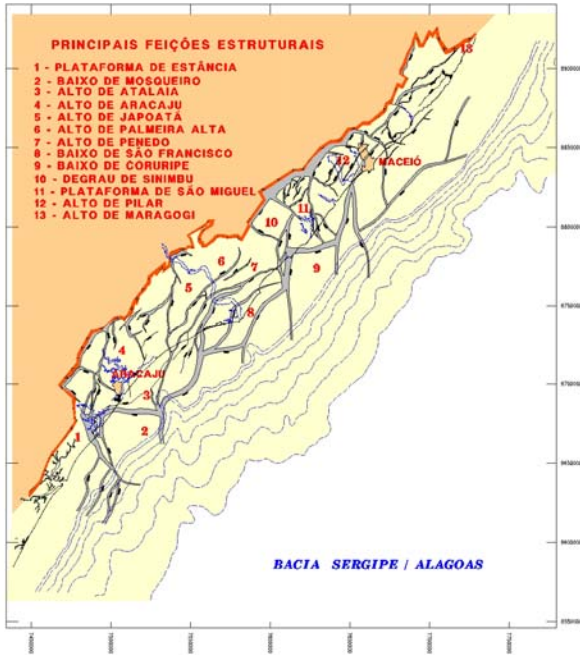 PRINCIPAIS FEIÇÕES ESTRUTURAIS
1 - PLATAFORMA DE ESTÂNCIA
2 - BAIXO DE MOSQUEIRO
3 - ALTO DE ATALAIA
4 - ALTO DE ARACAJU
5 - ALTO DE JAPOATÃ
6 - ALTO DE PALMEIRA ALTA
7 - ALTO DE PENEDO
8 - BAIXO DE SÃO FRANCISCO
9 - BAIXO DE CORURIPE
10 - DEGRAU DE SINIMBU
11 - PLATAFORMA DE SÃO MIGUEL
12 - ALTO DE PILAR
13 - ALTO DE MARAGOGI
13
12
MACEIÓ
11
10
9
6
7
5
8
4
ARACAJU
3
1
2
BACIA SERGIPE / ALAGOAS